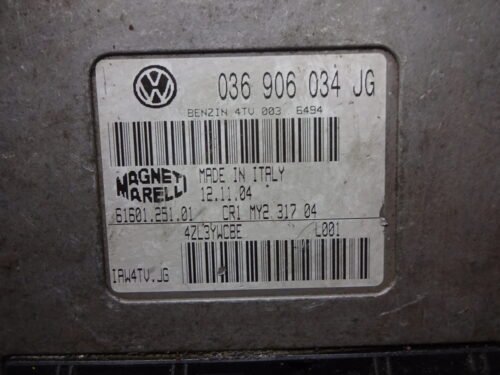 036 906 034 JG
BENZIN 4TV 003 6494
MAGNETI MARELLI
MADE IN ITALY
12.11.04
61601.251.01 CR1 MY2 317 04
4ZL3YWCBE L001
IAW4TV.JG